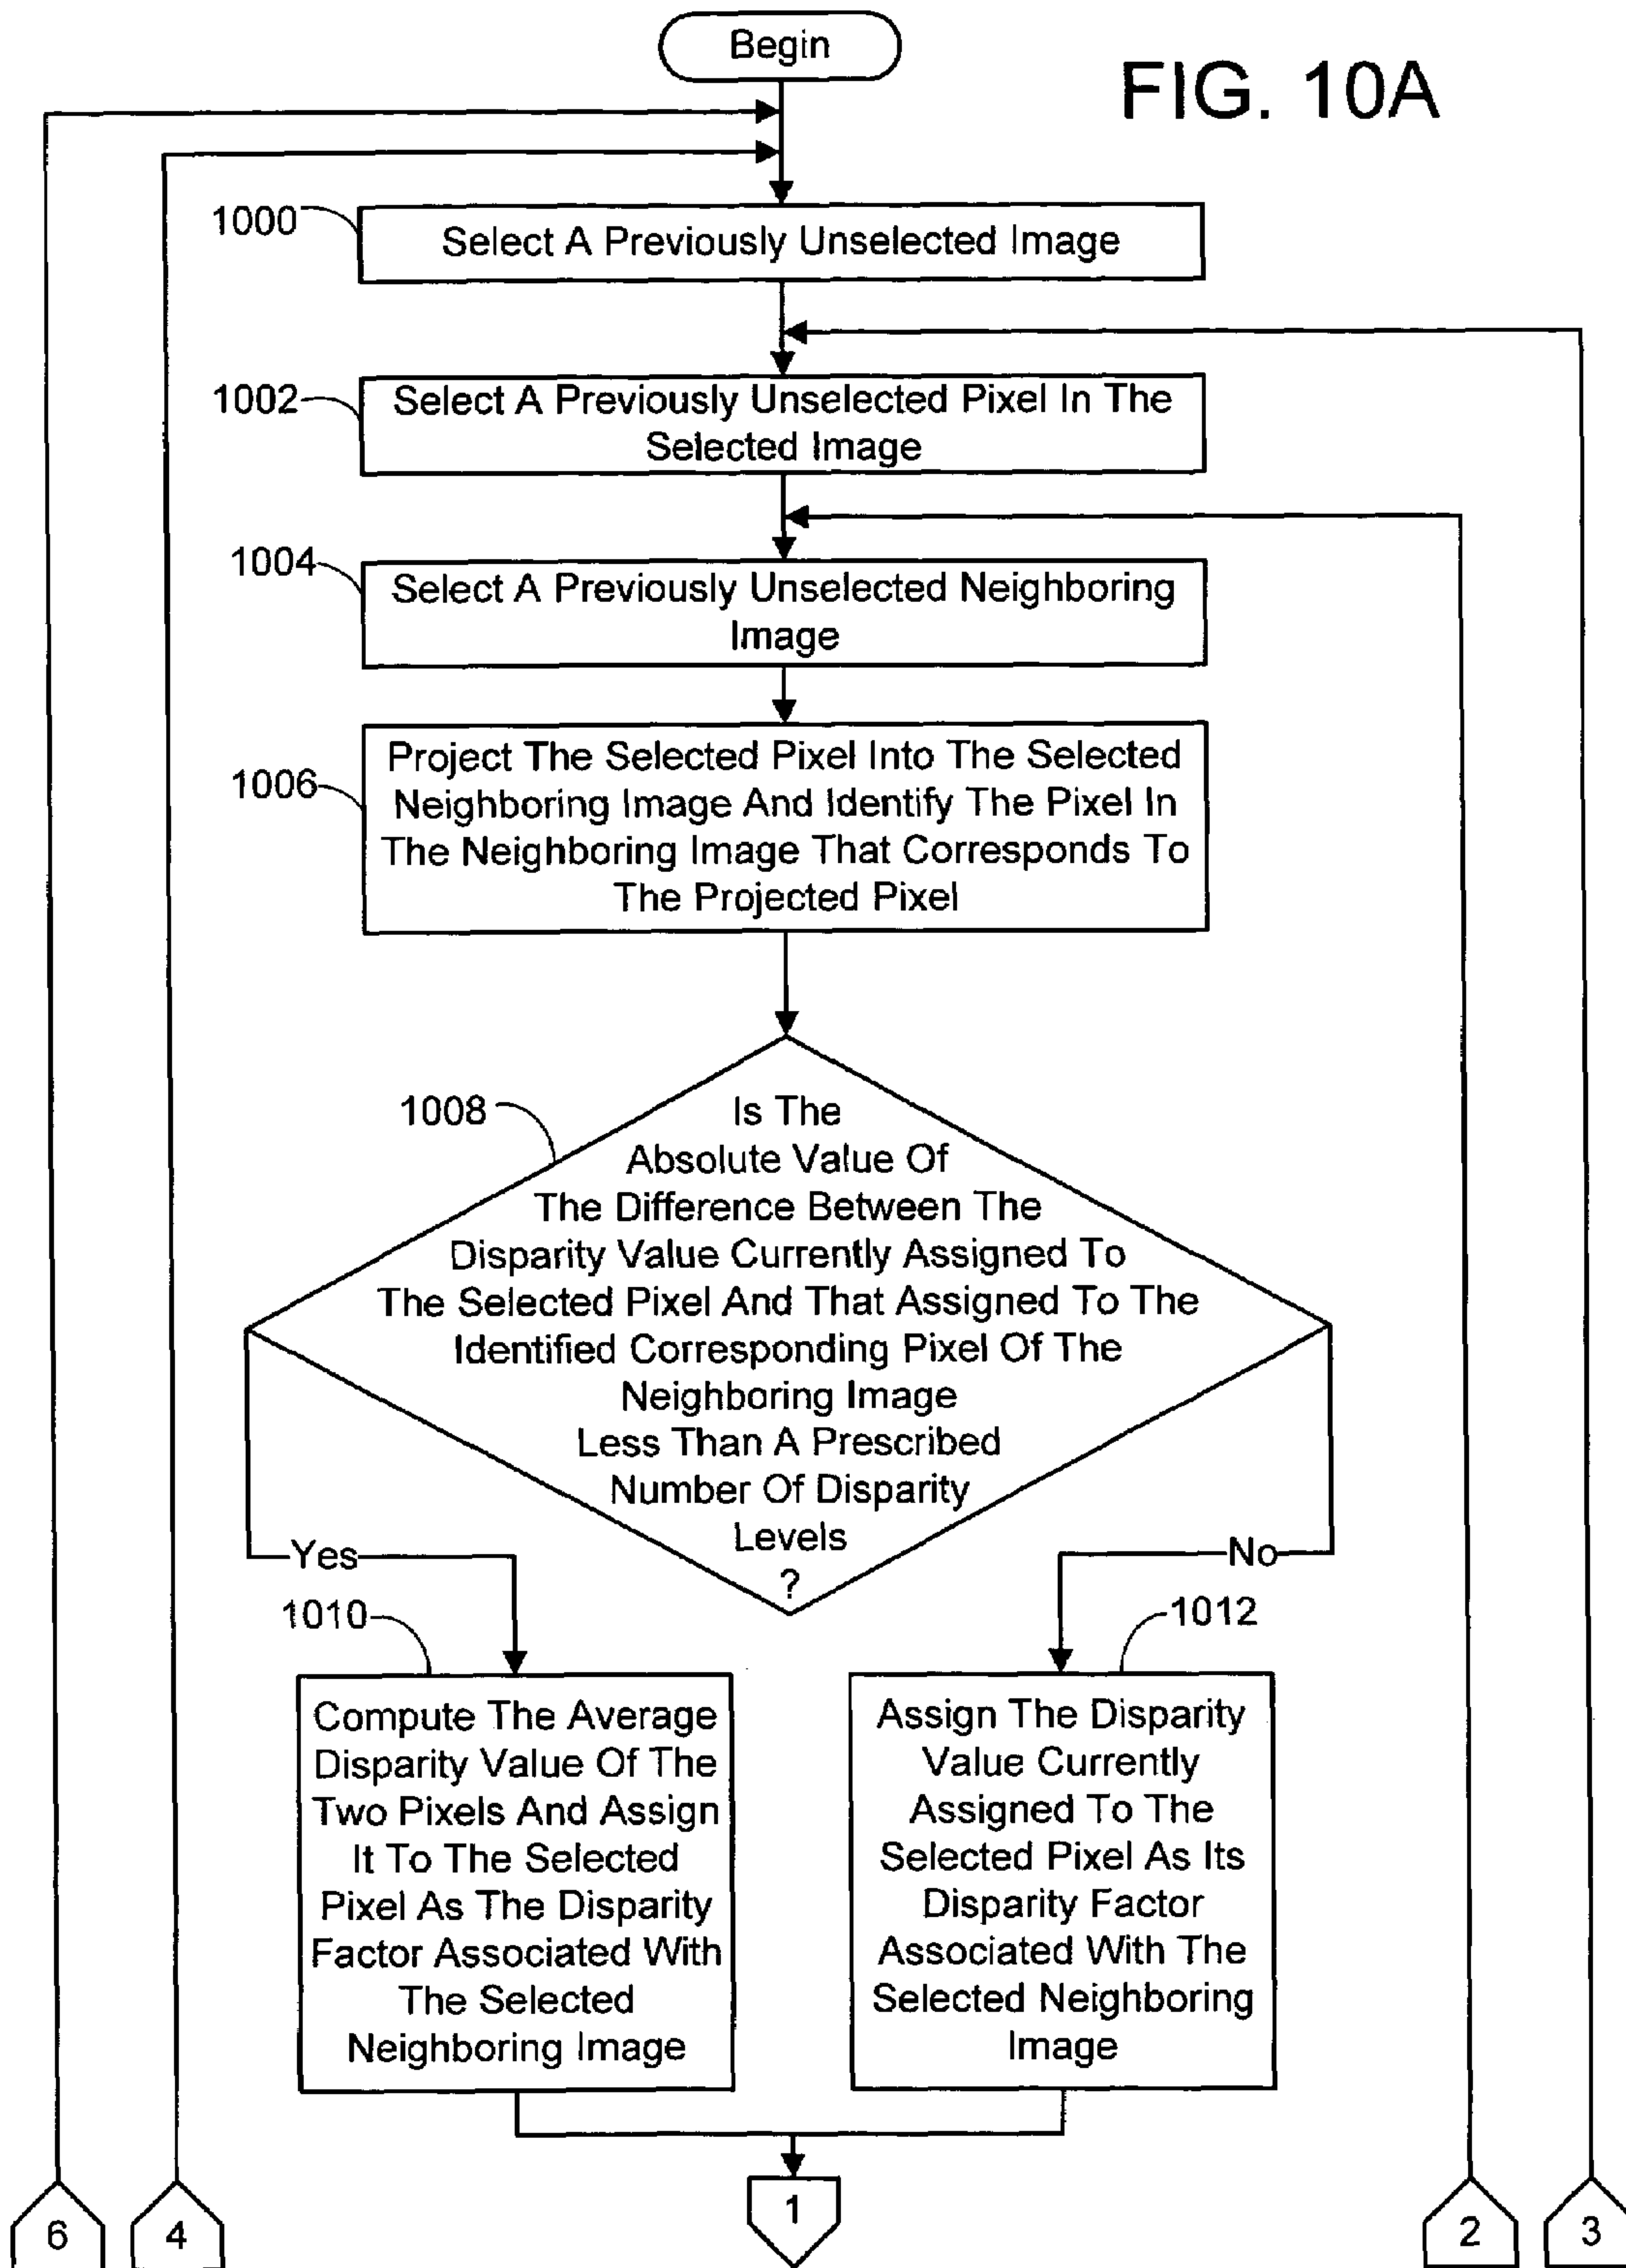 Begin
FIG. 10A
1000
Select A Previously Unselected Image
1002
Select A Previously Unselected Pixel In The
Selected Image
1004
Select A Previously Unselected Neighboring
Image
1006
Project The Selected Pixel Into The Selected
Neighboring Image And Identify The Pixel In
The Neighboring Image That Corresponds To
The Projected Pixel
1008
Is The
Absolute Value Of
The Difference Between The
Disparity Value Currently Assigned To
The Selected Pixel And That Assigned To The
Identified Corresponding Pixel Of The
Neighboring Image
Less Than A Prescribed
Number Of Disparity
Levels
?
Yes
No
1010
Compute The Average
Disparity Value Of The
Two Pixels And Assign
It To The Selected
Pixel As The Disparity
Factor Associated With
The Selected
Neighboring Image
1012
Assign The Disparity
Value Currently
Assigned To The
Selected Pixel As Its
Disparity Factor
Associated With The
Selected Neighboring
Image
6
4
1
2
3